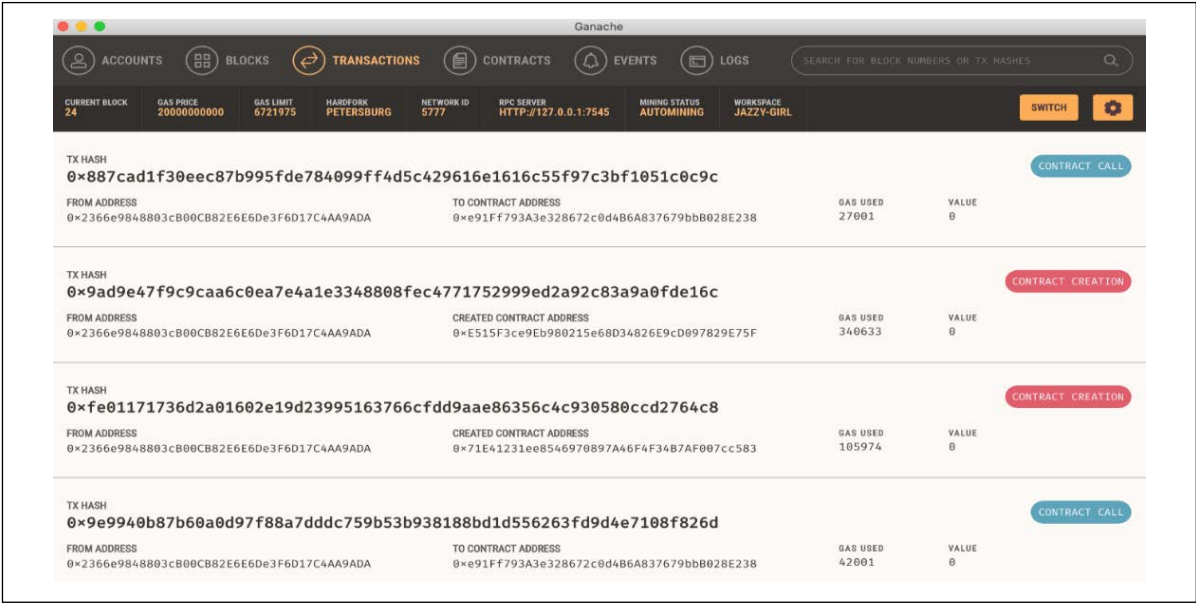 Ganache
ACCOUNTS BLOCKS TRANSACTIONS CONTRACTS EVENTS LOGS SEARCH FOR BLOCK NUMBERS OR TX HASHES
CURRENT BLOCK GAS PRICE GAS LIMIT HARDFORK NETWORK ID RPC SERVER MINING STATUS WORKSPACE
24 20000000000 6721975 PETERSBURG 5777 HTTP://127.0.0.1:7545 AUTOMINING JAZZY-GIRL SWITCH
TX HASH
0×887cad1f30eec87b995fde784099ff4d5c429616e1616c55f97c3bf1051c0c9c CONTRACT CALL
FROM ADDRESS TO CONTRACT ADDRESS GAS USED VALUE
0×2366e9848803cB00CB82E6E6De3F6D17C4AA9ADA 0×e91Ff793A3e328672c0d4B6A837679bbB028E238 27001 0
TX HASH
0×9ad9e47f9c9caa6c0ea7e4a1e3348808fec4771752999ed2a92c83a9a0fde16c CONTRACT CREATION
FROM ADDRESS CREATED CONTRACT ADDRESS GAS USED VALUE
0×2366e9848803cB00CB82E6E6De3F6D17C4AA9ADA 0×E515F3ce9Eb980215e68D34826E9cD097829E75F 340633 0
TX HASH
0×fe01171736d2a01602e19d23995163766cfdd9aae86356c4c930580ccd2764c8 CONTRACT CREATION
FROM ADDRESS CREATED CONTRACT ADDRESS GAS USED VALUE
0×2366e9848803cB00CB82E6E6De3F6D17C4AA9ADA 0×71E41231ee8546970897A46F4F34B7AF007cc583 105974 0
TX HASH
0×9e9940b87b60a0d97f88a7dddc759b53b938188bd1d556263fd9d4e7108f826d CONTRACT CALL
FROM ADDRESS TO CONTRACT ADDRESS GAS USED VALUE
0×2366e9848803cB00CB82E6E6De3F6D17C4AA9ADA 0×e91Ff793A3e328672c0d4B6A837679bbB028E238 42001 0